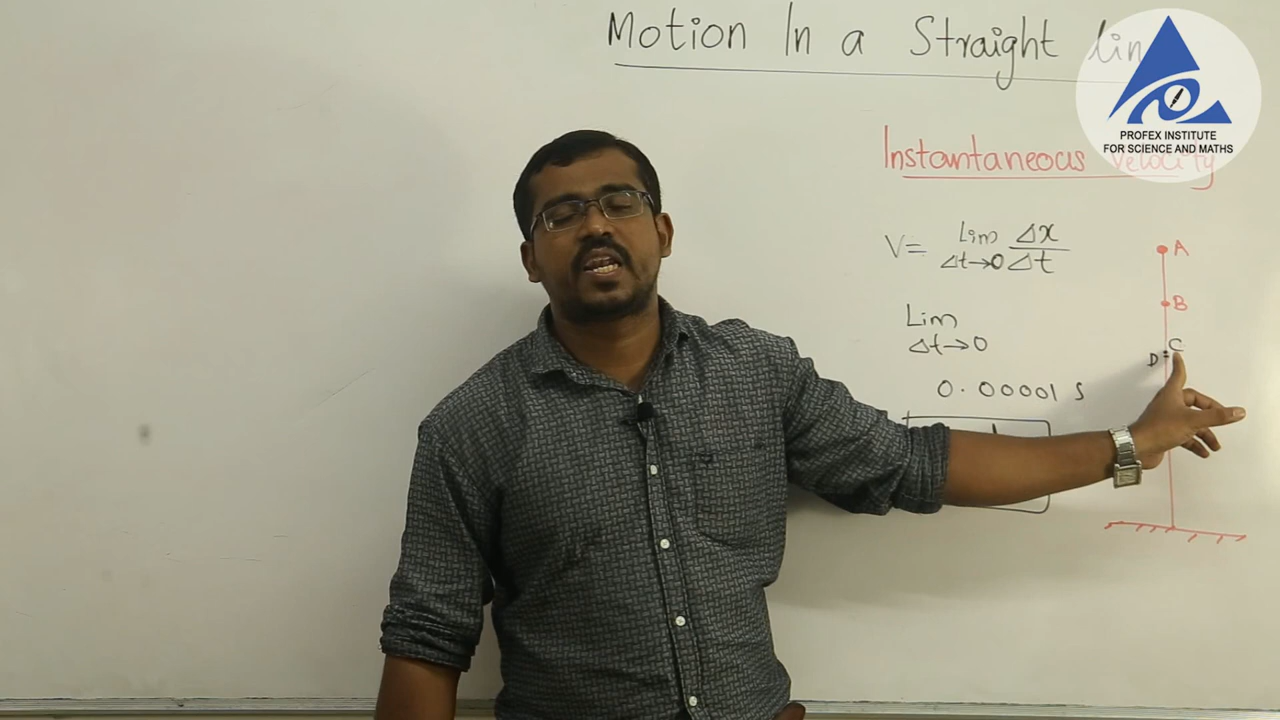 Motion In a Straight lin
PROFEX INSTITUTE
FOR SCIENCE AND MATHS
Instantaneous Velocity
V= Lim Δx
Δt→0 Δt
A
B
Lim
Δt→0
C
D
0.00001 s